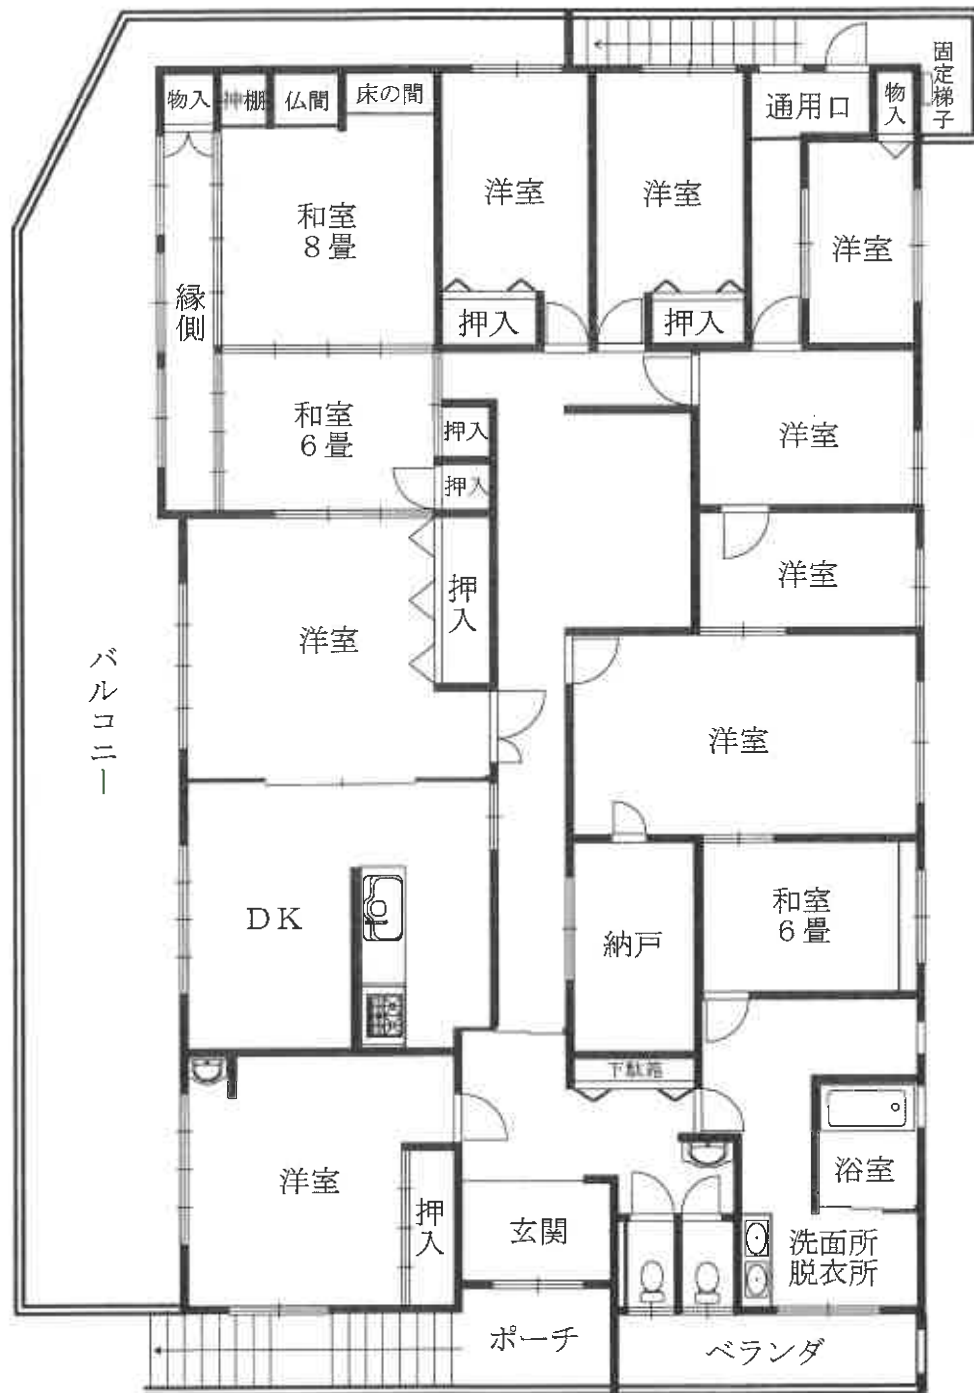 固定梯子
物入
神棚
仏間
床の間
通用口
物入
洋室
洋室
和室
8畳
洋室
縁側
押入
押入
和室
6畳
押入
洋室
押入
洋室
押入
洋室
バルコニー
洋室
DK
納戸
和室
6畳
下駄箱
洋室
押入
玄関
浴室
洗面所
脱衣所
ポーチ
ベランダ